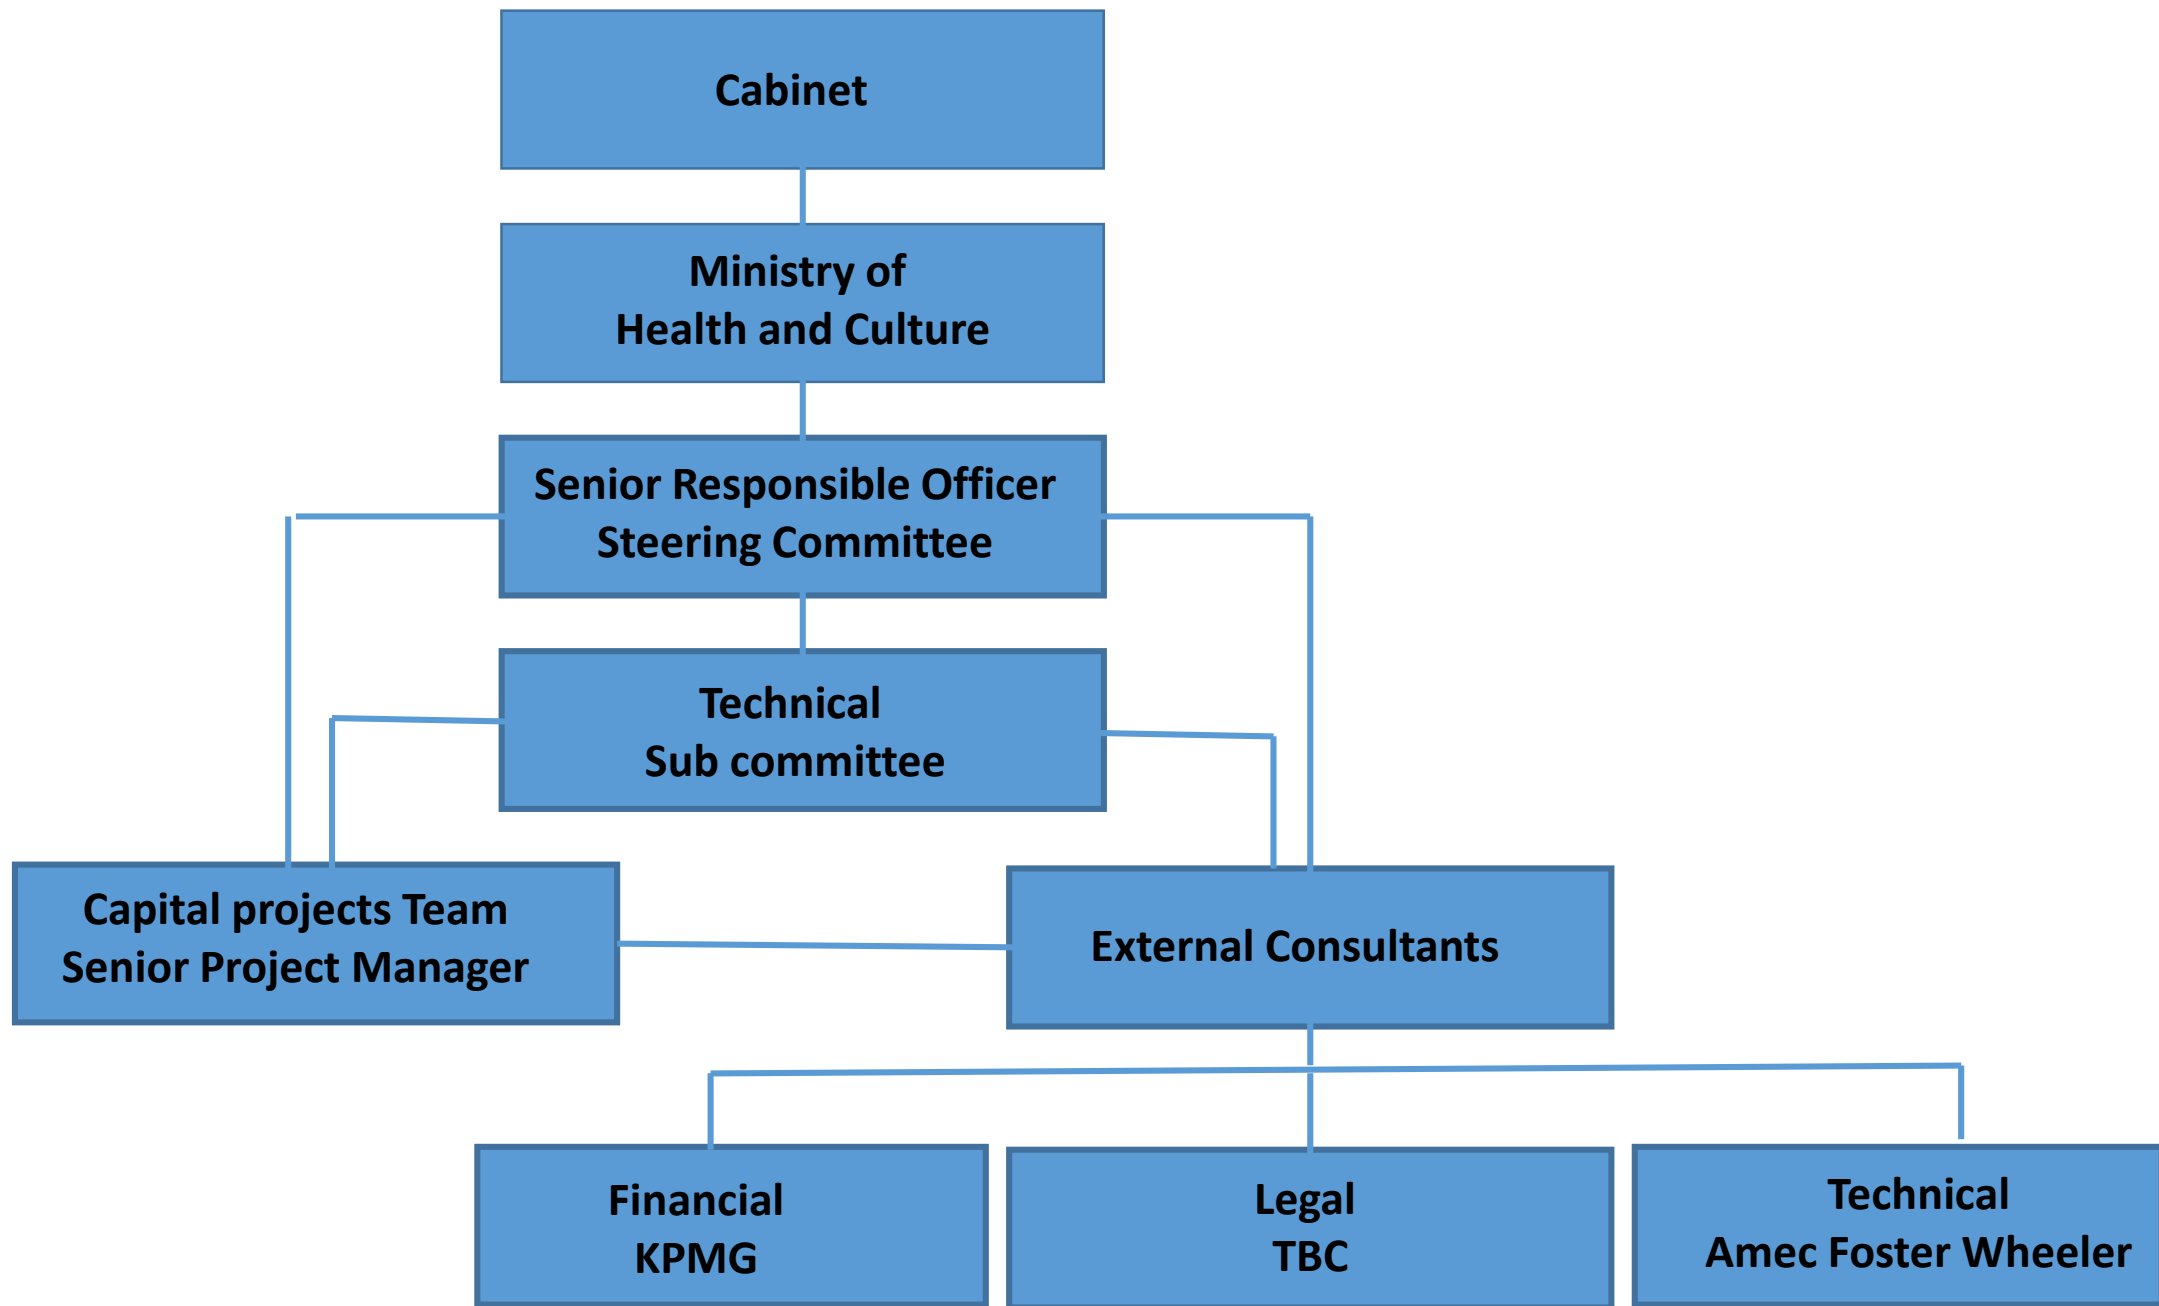 Cabinet
Ministry of
Health and Culture
Senior Responsible Officer
Steering Committee
Technical
Sub committee
Capital projects Team
Senior Project Manager
External Consultants
Financial
KPMG
Legal
TBC
Technical
Amec Foster Wheeler